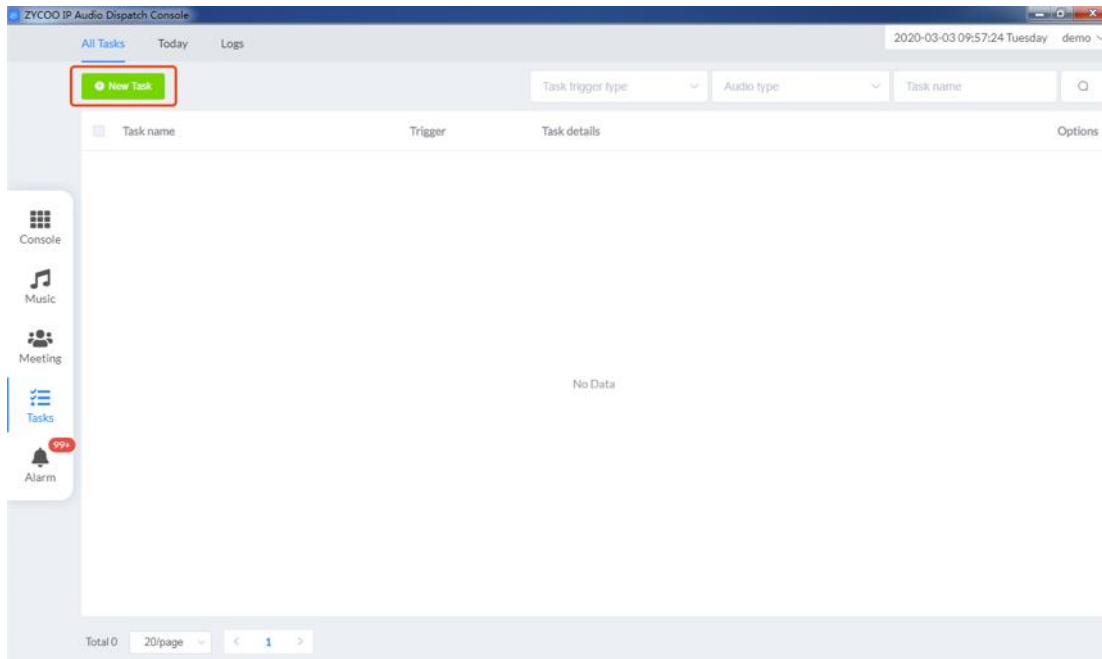 ZYCOO IP Audio Dispatch Console
All Tasks Today Logs 2020-03-03 09:57:24 Tuesday demo
New Task Task trigger type Audio type Task name
Task name Trigger Task details Options
Console
Music
Meeting
No Data
Tasks
99+
Alarm
Total 0 20/page < 1 >